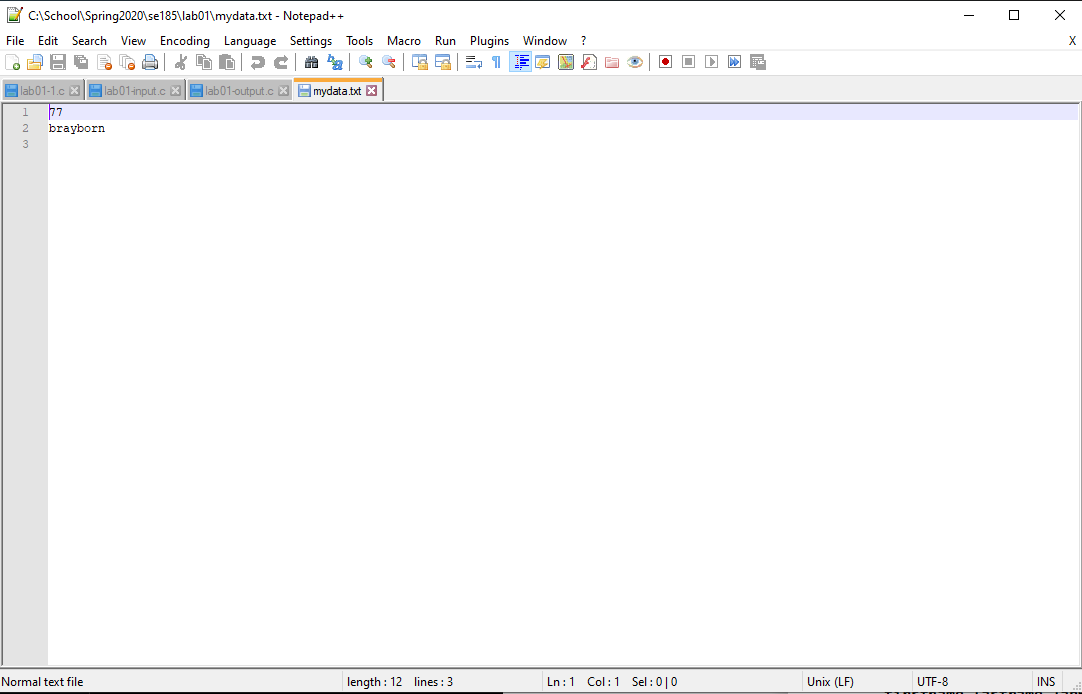 C:\School\Spring2020\se185\lab01\mydata.txt - Notepad++
File Edit Search View Encoding Language Settings Tools Macro Run Plugins Window ? X
lab01-1.c lab01-input.c lab01-output.c mydata.txt
1 77
2 brayborn
3
Normal text file length : 12 lines : 3 Ln : 1 Col : 1 Sel : 0 | 0 Unix (LF) UTF-8 INS